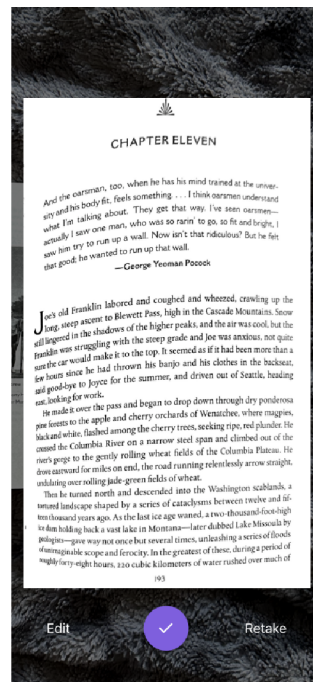 CHAPTER ELEVEN
And the oarsman, too, when he has his mind trained at the univer-
sity and his body fit, feels something. . . . I think oarsmen understand
what I'm talking about. They get that way. I've seen oarsmen—
actually I saw one man, who was so rarin' to go, so fit and bright, I
saw him try to run up a wall. Now isn't that ridiculous? But he felt
that good; he wanted to run up that wall.
—George Yeoman Pocock
Joe's old Franklin labored and coughed and wheezed, crawling up the
long, steep ascent to Blewett Pass, high in the Cascade Mountains. Snow
still lingered in the shadows of the higher peaks, and the air was cool, but the
Franklin was struggling with the steep grade and Joe was anxious, not quite
sure the car would make it to the top. It seemed as if it had been more than a
few hours since he had thrown his banjo and his clothes in the backseat,
said good-bye to Joyce for the summer, and driven out of Seattle, heading
east, looking for work.
He made it over the pass and began to drop down through dry ponderosa
pine forests to the apple and cherry orchards of Wenatchee, where magpies,
black and white, flashed among the cherry trees, seeking ripe, red plunder. He
crossed the Columbia River on a narrow steel span and climbed out of the
river's gorge to the gently rolling wheat fields of the Columbia Plateau. He
drove eastward for miles on end, the road running relentlessly arrow straight,
undulating over rolling jade-green fields of wheat.
Then he turned north and descended into the Washington scablands, a
tortured landscape shaped by a series of cataclysms between twelve and fif-
teen thousand years ago. As the last ice age waned, a two-thousand-foot-high
ice dam holding back a vast lake in Montana—later dubbed Lake Missoula by
geologists—gave way not once but several times, unleashing a series of floods
of unimaginable scope and ferocity. In the greatest of these, during a period of
roughly forty-eight hours, 220 cubic kilometers of water rushed over much of
193
Edit
Retake